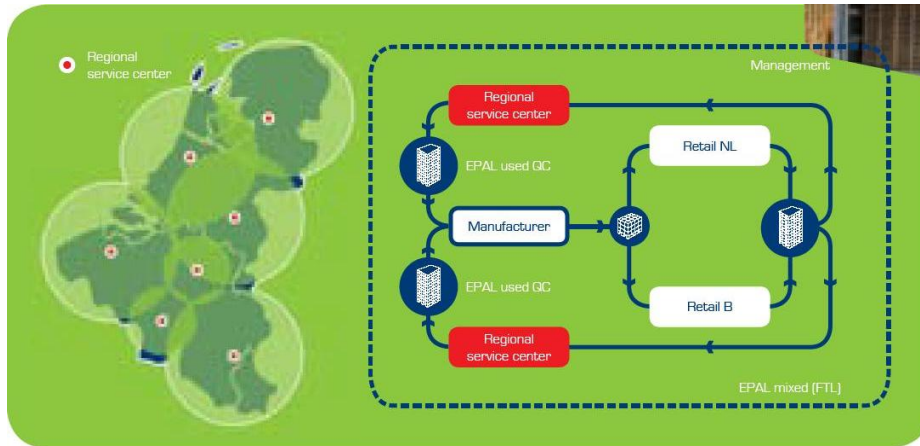 Regional
service center
Management
Regional
service center
EPAL used QC
Retail NL
Manufacturer
EPAL used QC
Retail B
Regional
service center
EPAL mixed (FTL)